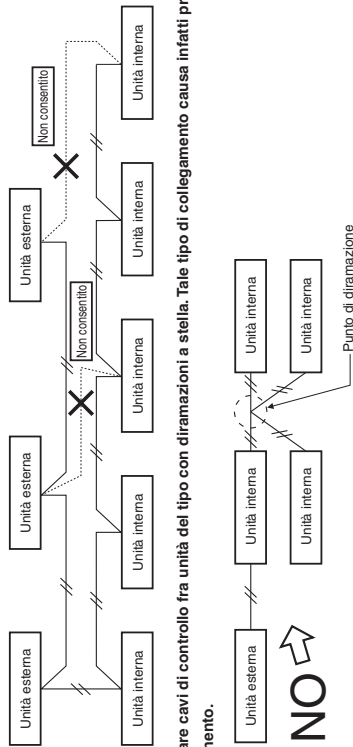 Unità esterna
Unità esterna
Unità esterna
Non consentito
Non consentito
Unità interna
Unità interna
Unità interna
Unità interna
Unità interna
are cavi di controllo fra unità del tipo con diramazioni a stella. Tale tipo di collegamento causa infatti
Unità esterna
Unità interna
Unità interna
NO
Unità interna
Unità interna
Punto di diramazione